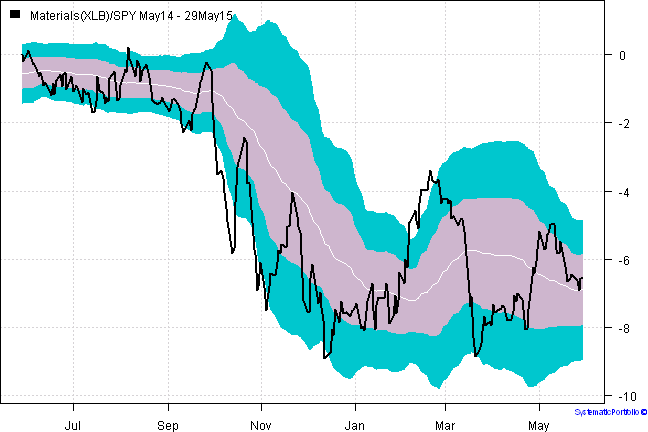 Materials(XLB)/SPY May14 - 29May15
0
-2
-4
-6
-8
-10
Jul Sep Nov Jan Mar May
SystematicPortfolio ©